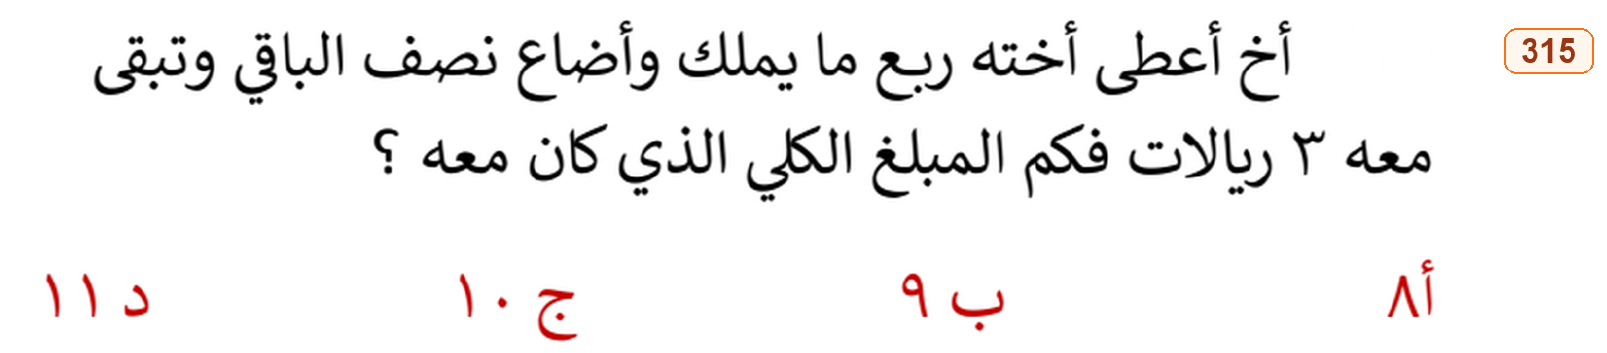 315
أخ أعطى أخته ربع ما يملك وأضاع نصف الباقي وتبقى
معه ٣ ريالات فكم المبلغ الكلي الذي كان معه ؟
أ ٨ ب ٩ ج ١٠ د ١١